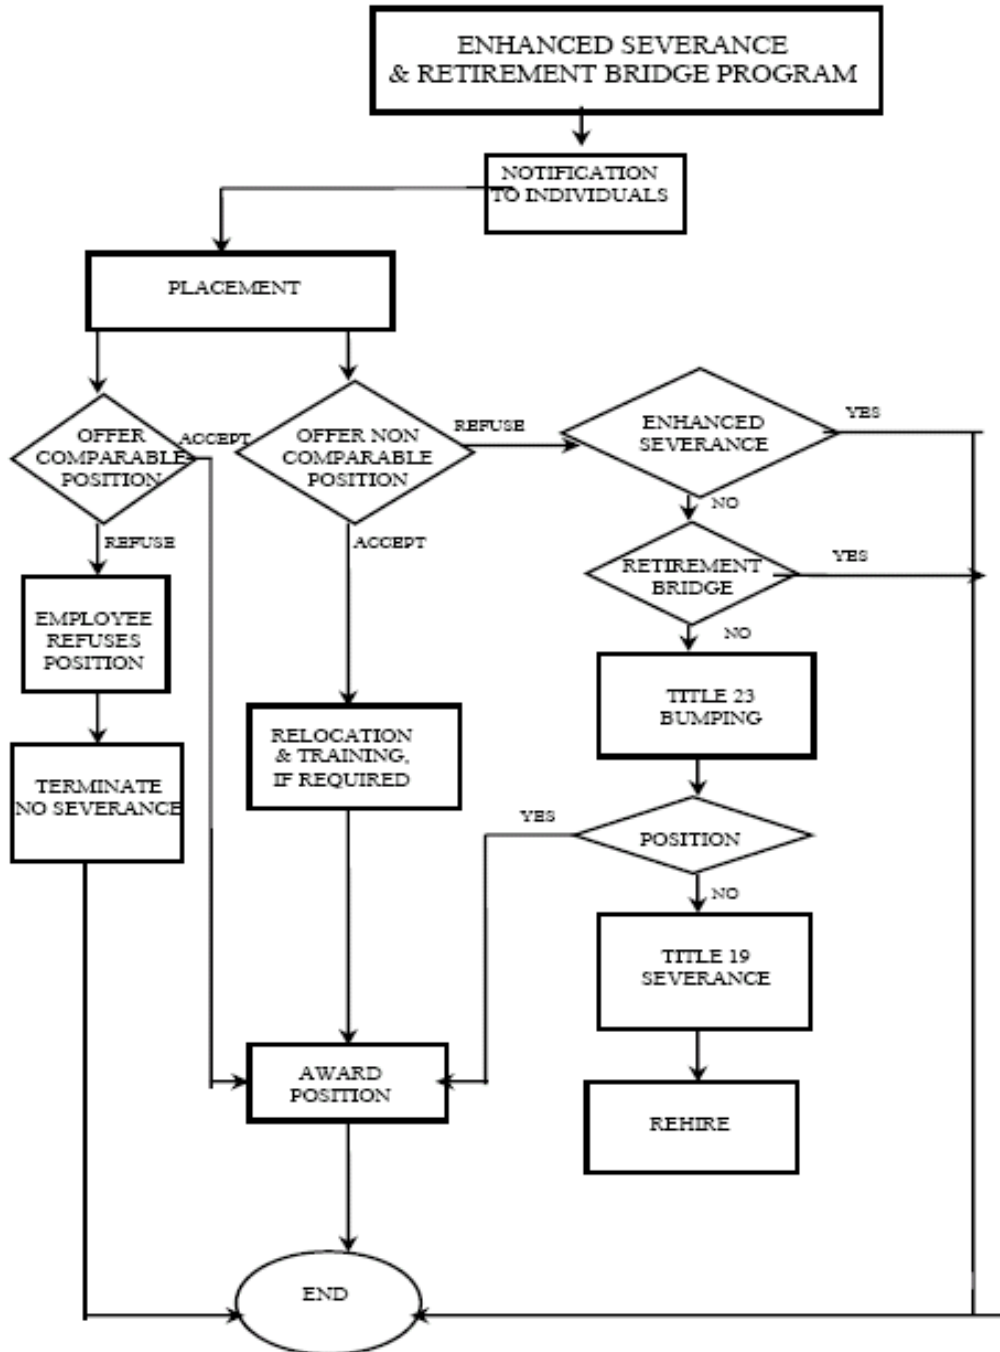 ENHANCED SEVERANCE
& RETIREMENT BRIDGE PROGRAM
NOTIFICATION
TO INDIVIDUALS
PLACEMENT
OFFER
COMPARABLE
POSITION
ACCEPT
OFFER NON
COMPARABLE
POSITION
REFUSE
ENHANCED
SEVERANCE
YES
NO
REFUSE
ACCEPT
RETIREMENT
BRIDGE
YES
NO
EMPLOYEE
REFUSES
POSITION
TITLE 23
BUMPING
RELOCATION
& TRAINING,
IF REQUIRED
TERMINATE
NO SEVERANCE
YES
POSITION
NO
TITLE 19
SEVERANCE
AWARD
POSITION
REHIRE
END